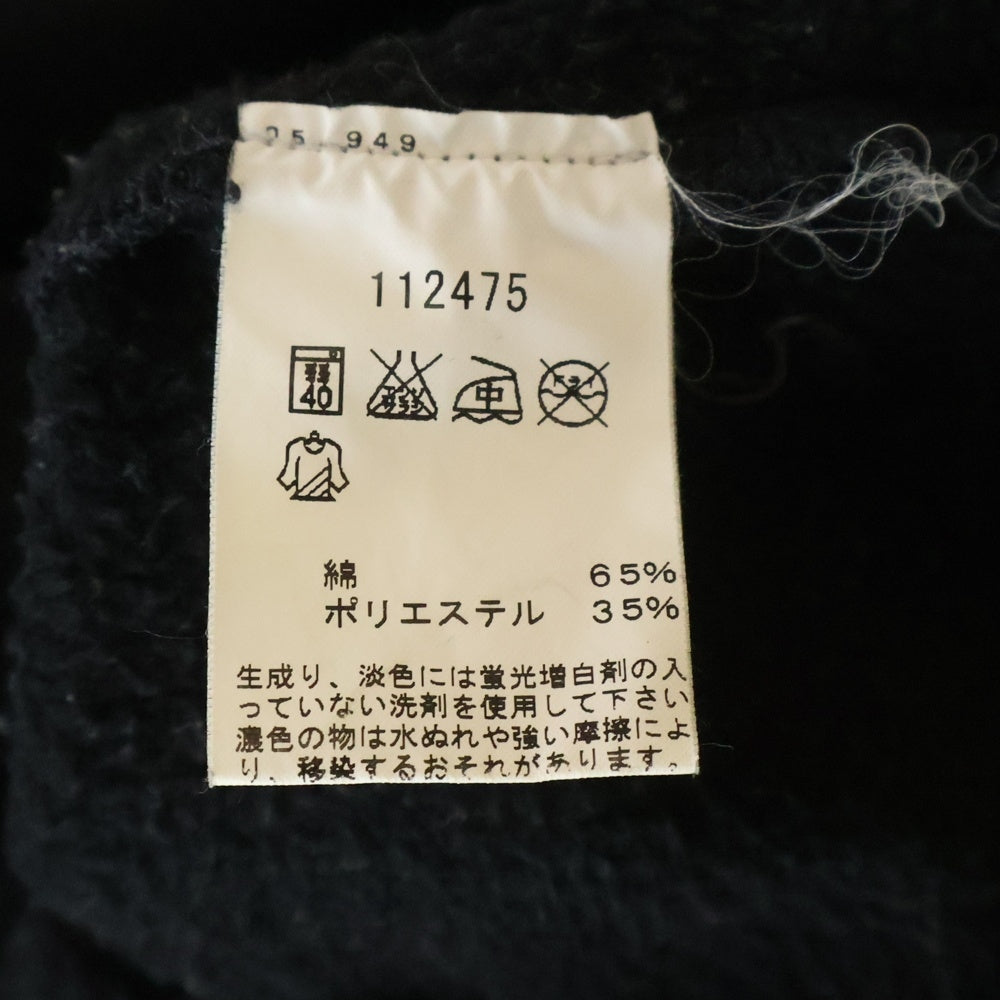 25 949
112475
40
中
綿 65%
ポリエステル 35%
生成り、淡色には蛍光増白剤の入
っていない洗剤を使用して下さい
濃色の物は水ぬれや強い摩擦によ
り、移染するおそれがあります。